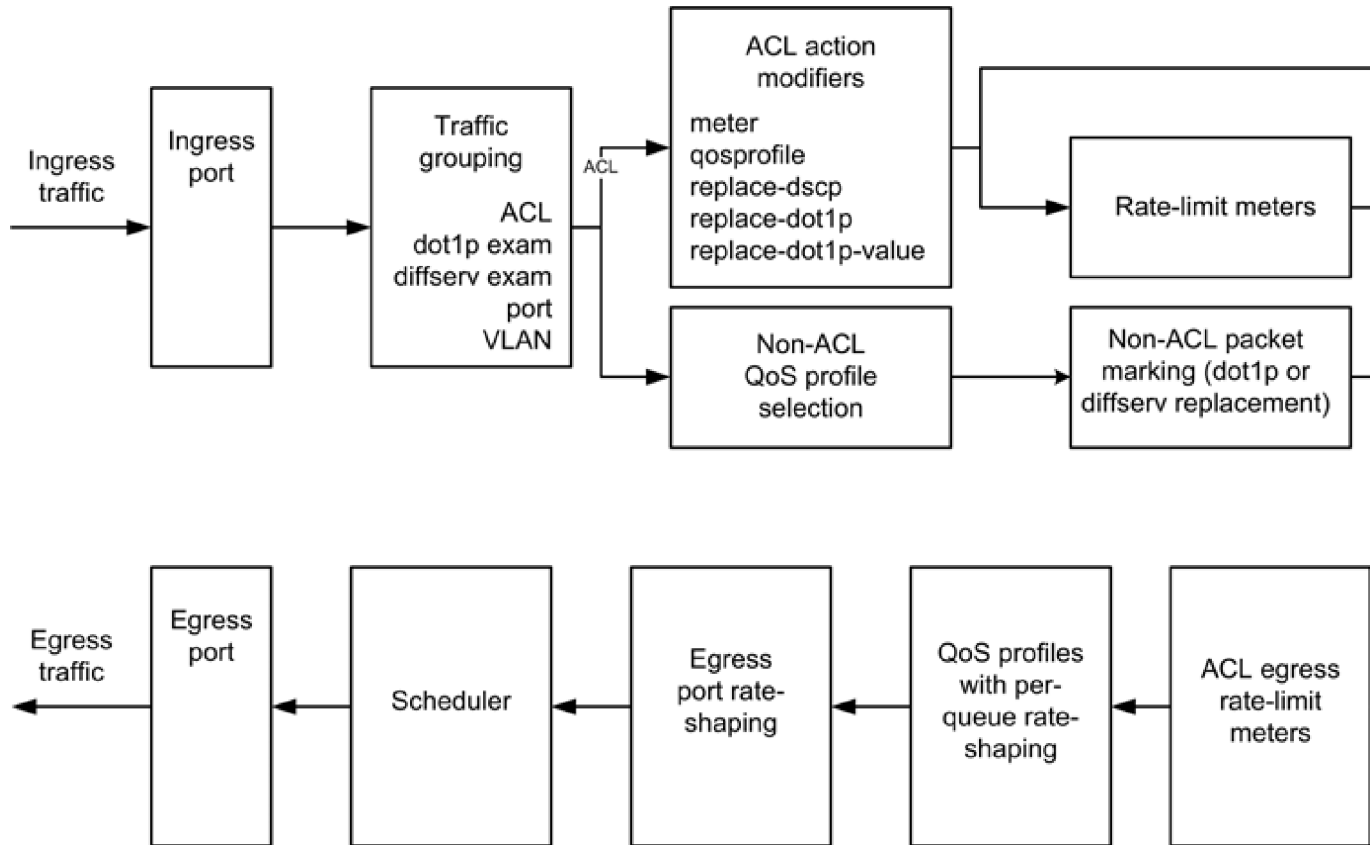 Ingress
traffic
Ingress
port
Traffic
grouping
ACL
dot1p exam
diffserv exam
port
VLAN
ACL
ACL action
modifiers
meter
qosprofile
replace-dscp
replace-dot1p
replace-dot1p-value
Rate-limit meters
Non-ACL
QoS profile
selection
Non-ACL packet
marking (dot1p or
diffserv replacement)
Egress
traffic
Egress
port
Scheduler
Egress
port rate-
shaping
QoS profiles
with per-
queue rate-
shaping
ACL egress
rate-limit
meters